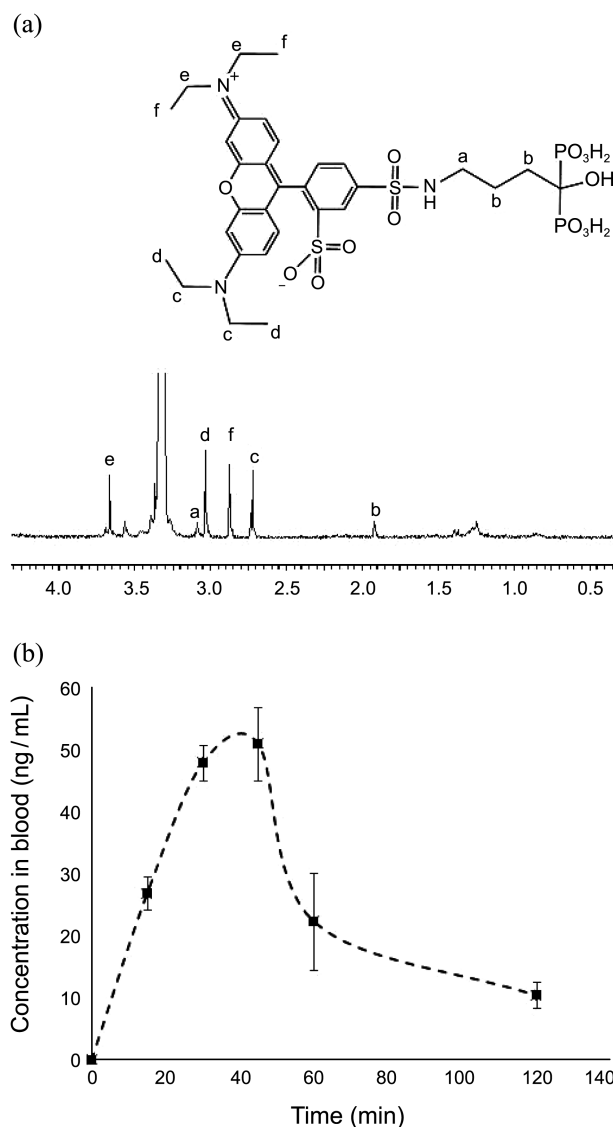 (a)
e f
e N+
f
PO3H2
a b OH
O
S N
O H
b PO3H2
O
S O
O− O
d
c N
c d
e a d f c b
4.0 3.5 3.0 2.5 2.0 1.5 1.0 0.5
(b)
Concentration in blood (ng / mL)
60
50
40
30
20
10
0
0 20 40 60 80 100 120 140
Time (min)